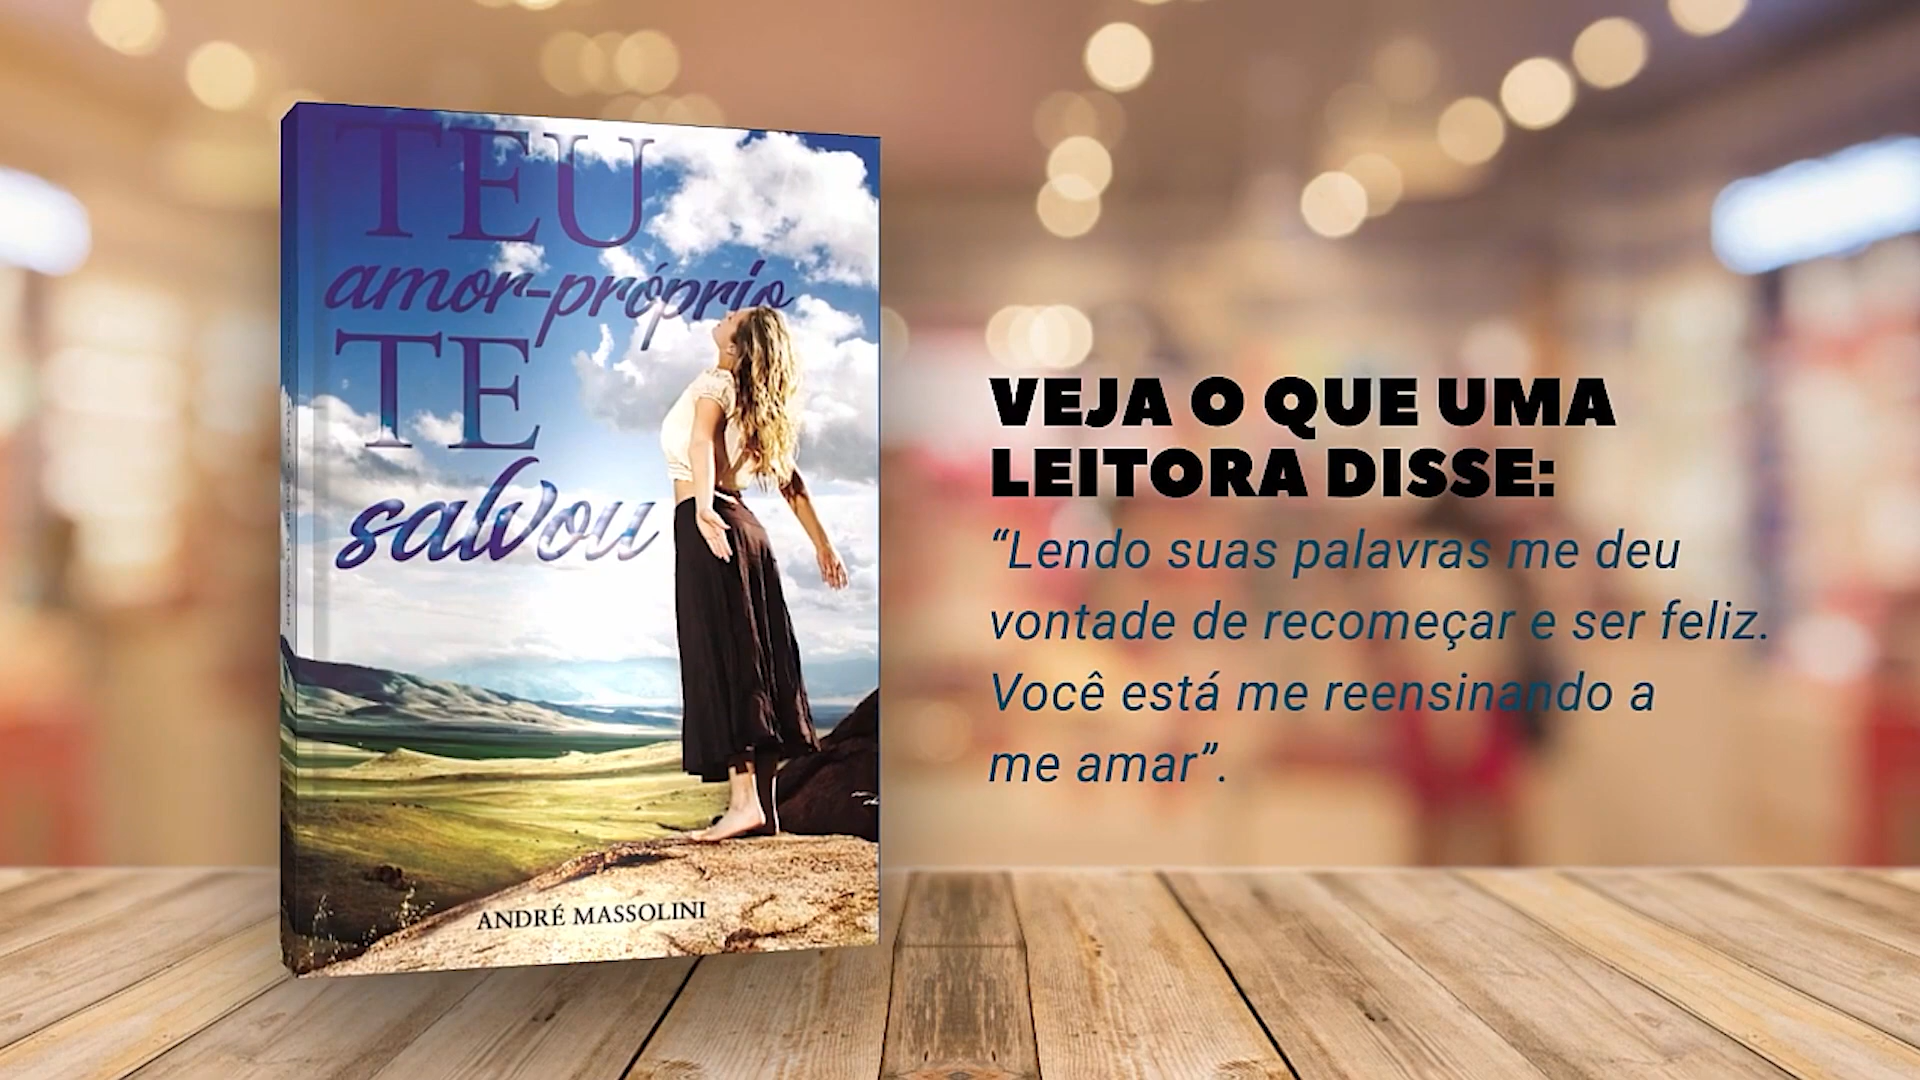 TEU
amor-próprio
TE
salvou
ANDRÉ MASSOLINI
VEJA O QUE UMA
LEITORA DISSE:
“Lendo suas palavras me deu
vontade de recomeçar e ser feliz.
Você está me reensinando a
me amar”.